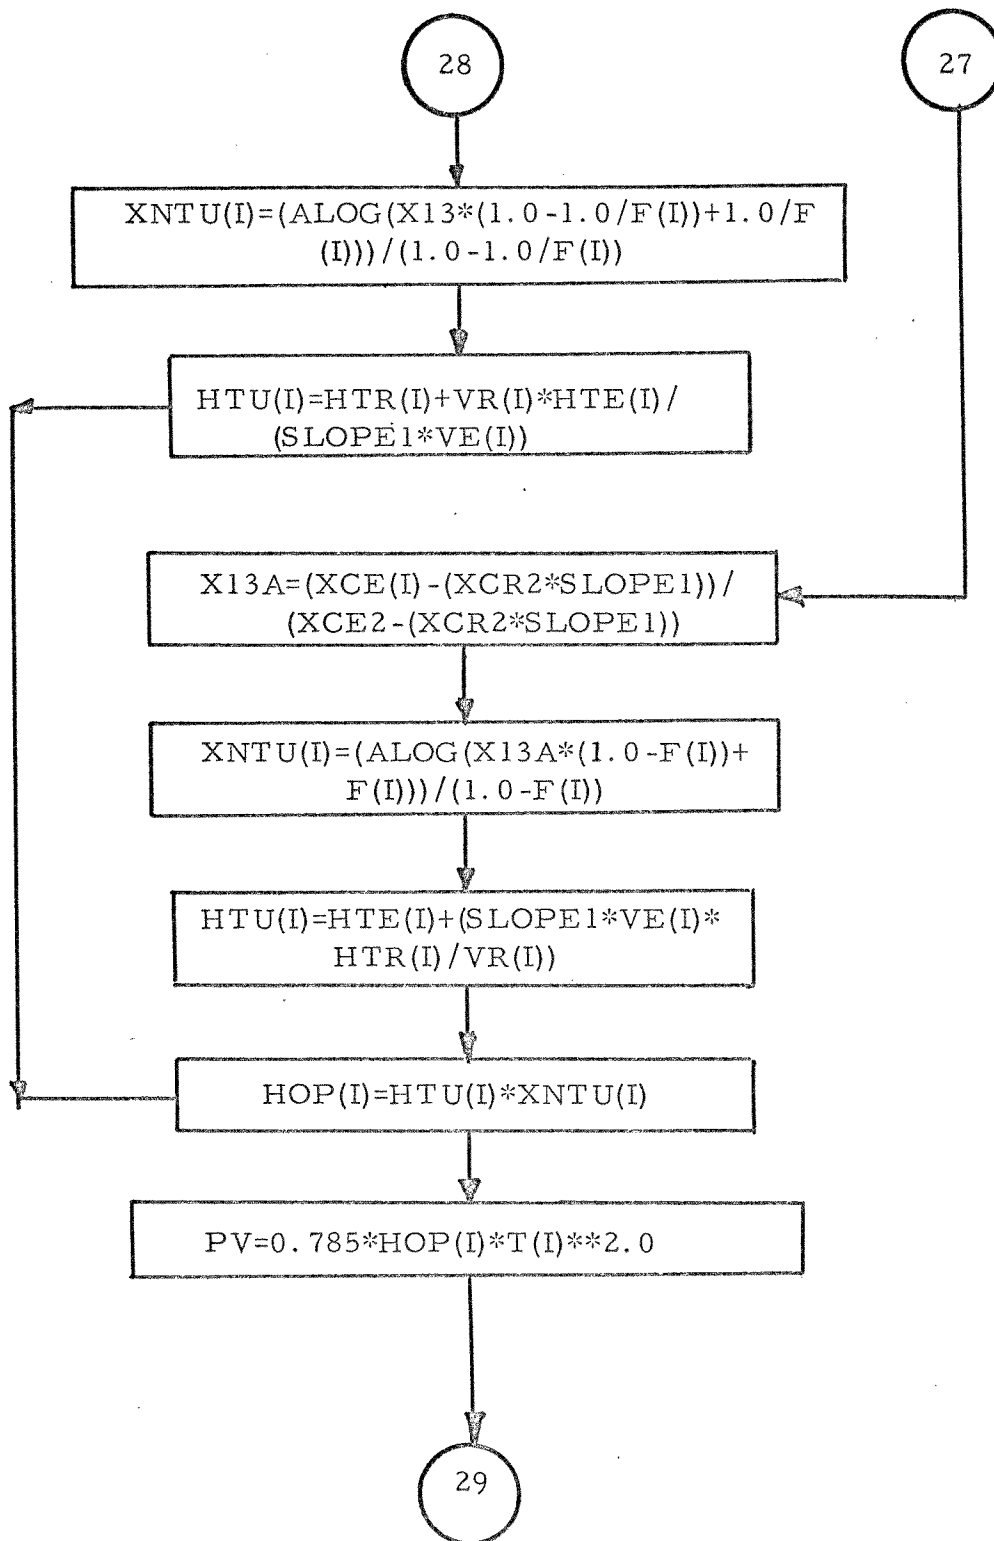 28
27
XNTU(I)=(ALOG(X13*(1.0-1.0/F(I))+1.0/F
(I)))/(1.0-1.0/F(I))
HTU(I)=HTR(I)+VR(I)*HTE(I)/
(SLOPE1*VE(I))
X13A=(XCE(I)-(XCR2*SLOPE1))/
(XCE2-(XCR2*SLOPE1))
XNTU(I)=(ALOG(X13A*(1.0-F(I))+
F(I)))/(1.0-F(I))
HTU(I)=HTE(I)+(SLOPE1*VE(I)*
HTR(I)/VR(I))
HOP(I)=HTU(I)*XNTU(I)
PV=0.785*HOP(I)*T(I)**2.0
29